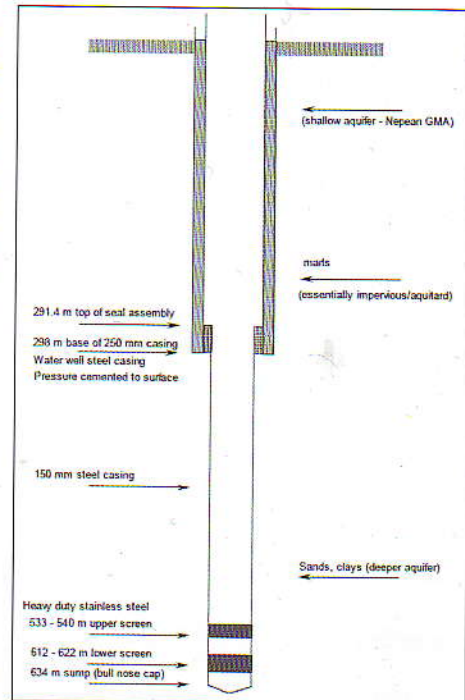 (shallow aquifer - Nepean GMA)
marls
(essentially impervious/aquitard)
291.4 m top of seal assembly
298 m base of 250 mm casing
Water well steel casing
Pressure cemented to surface
150 mm steel casing
Sands, clays (deeper aquifer)
Heavy duty stainless steel
533 - 540 m upper screen
612 - 622 m lower screen
634 m sump (bull nose cap)